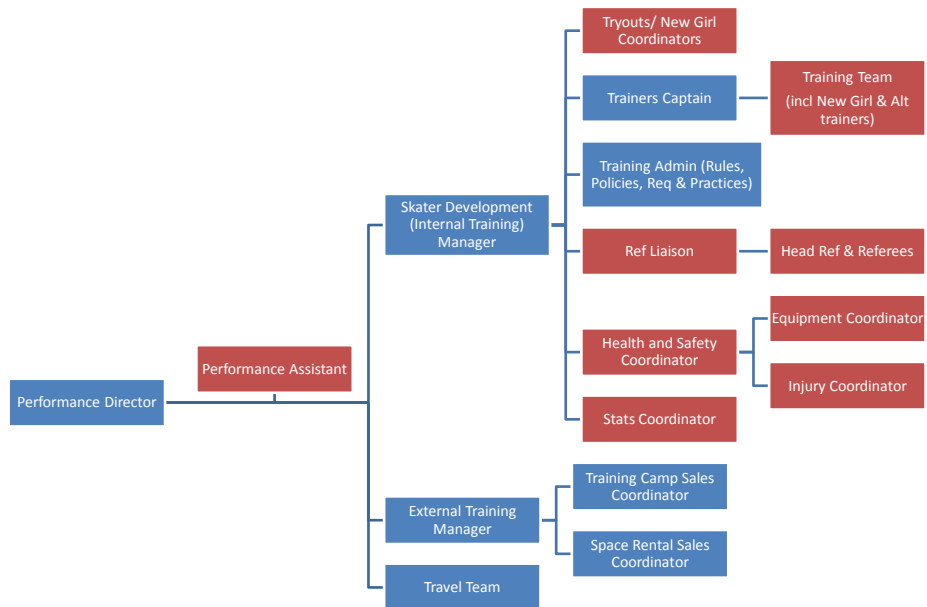 Tryouts/ New Girl
Coordinators
Trainers Captain
Training Team
(incl New Girl & Alt
trainers)
Training Admin (Rules,
Policies, Req & Practices)
Skater Development
(Internal Training)
Manager
Ref Liaison
Head Ref & Referees
Equipment Coordinator
Health and Safety
Coordinator
Injury Coordinator
Performance Assistant
Performance Director
Stats Coordinator
Training Camp Sales
Coordinator
External Training
Manager
Space Rental Sales
Coordinator
Travel Team